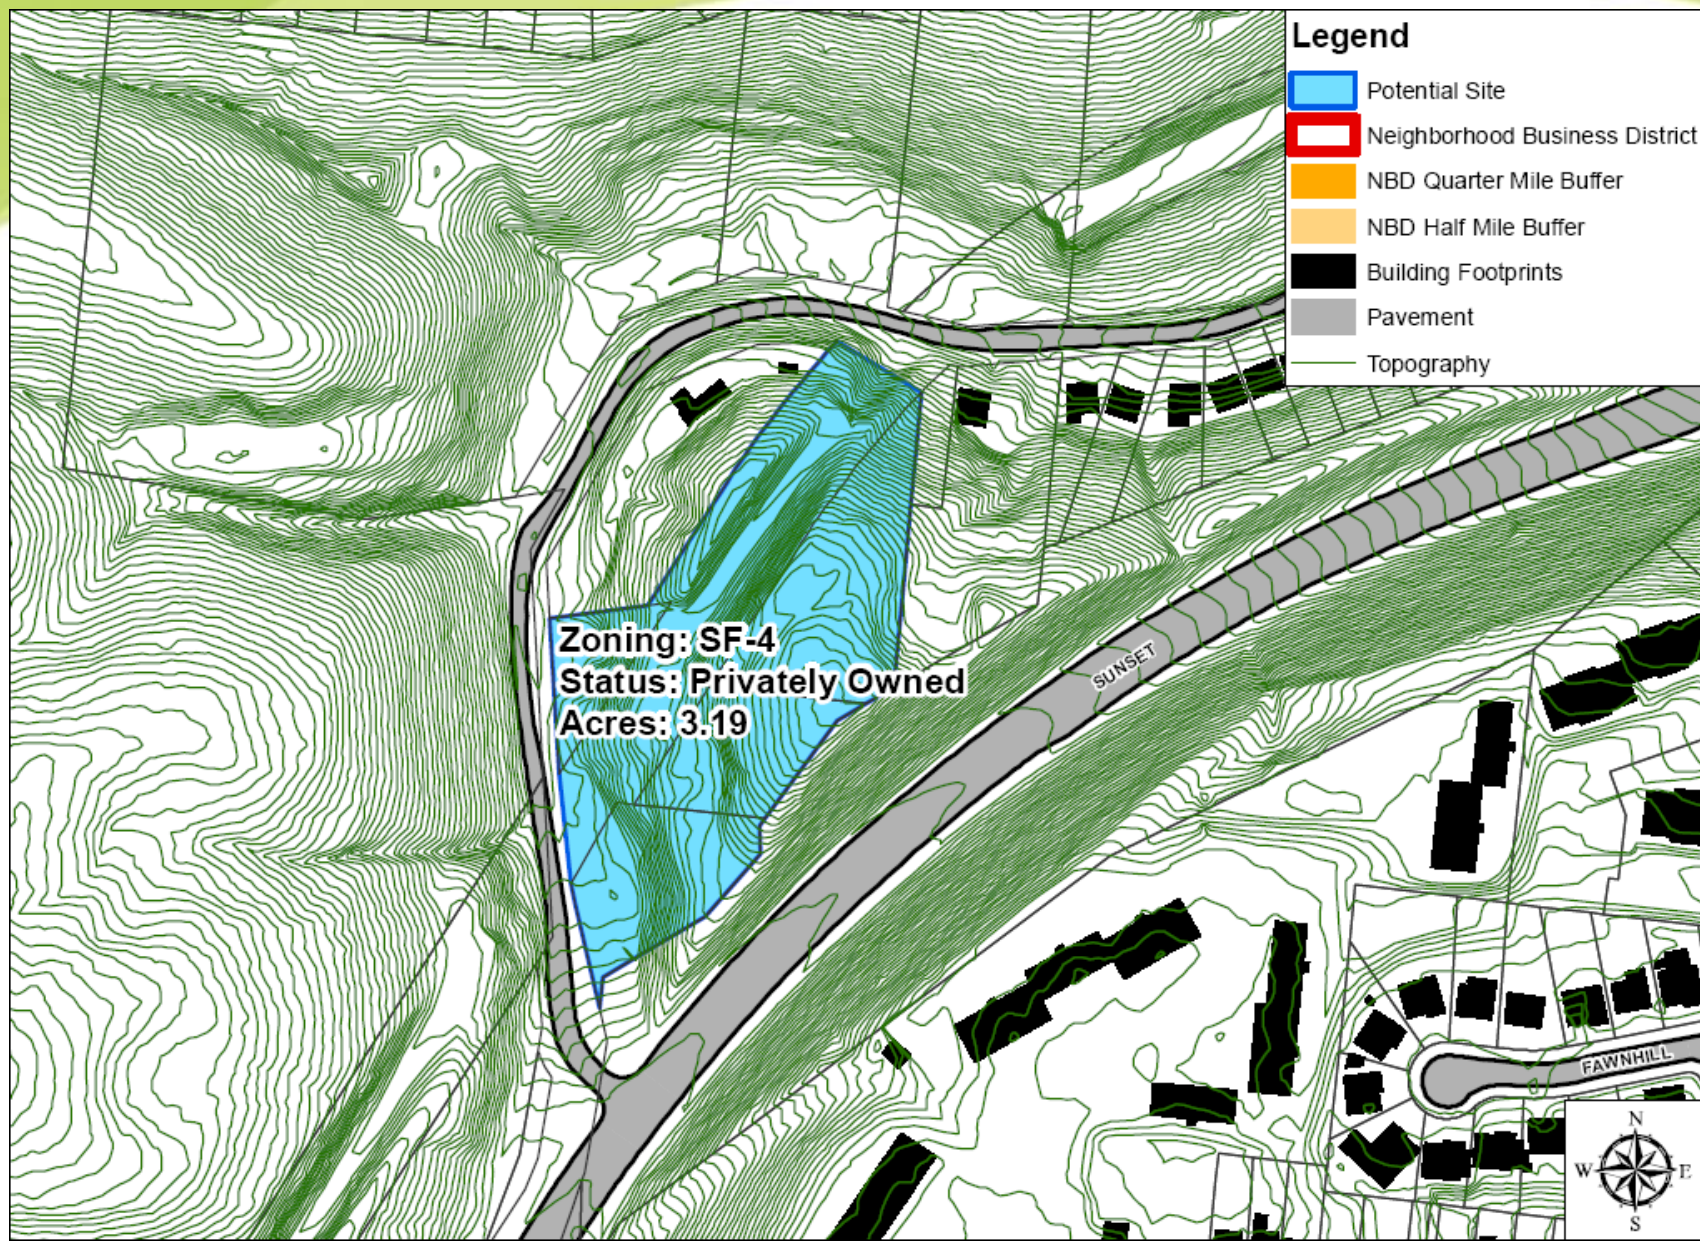 Legend
Potential Site
Neighborhood Business District
NBD Quarter Mile Buffer
NBD Half Mile Buffer
Building Footprints
Pavement
Topography
Zoning: SF-4
Status: Privately Owned
Acres: 3.19
SUNSET
FAWNHILL
N
W E
S